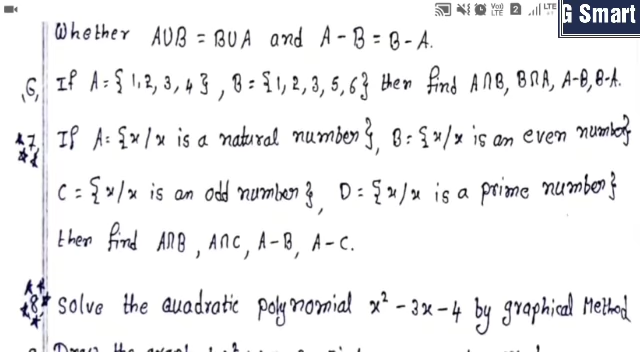 G Smart
Whether A∪B = B∪A and A - B = B - A.
6, If A = {1, 2, 3, 4}, B = {1, 2, 3, 5, 6} then find A∩B, B∩A, A-B, B-A.
*7, If A = {x/x is a natural number}, B = {x/x is an even number}
C = {x/x is an odd number}, D = {x/x is a prime number}
then find A∩B, A∩C, A-B, A-C.
*8, Solve the quadratic polynomial x² - 3x - 4 by graphical Method